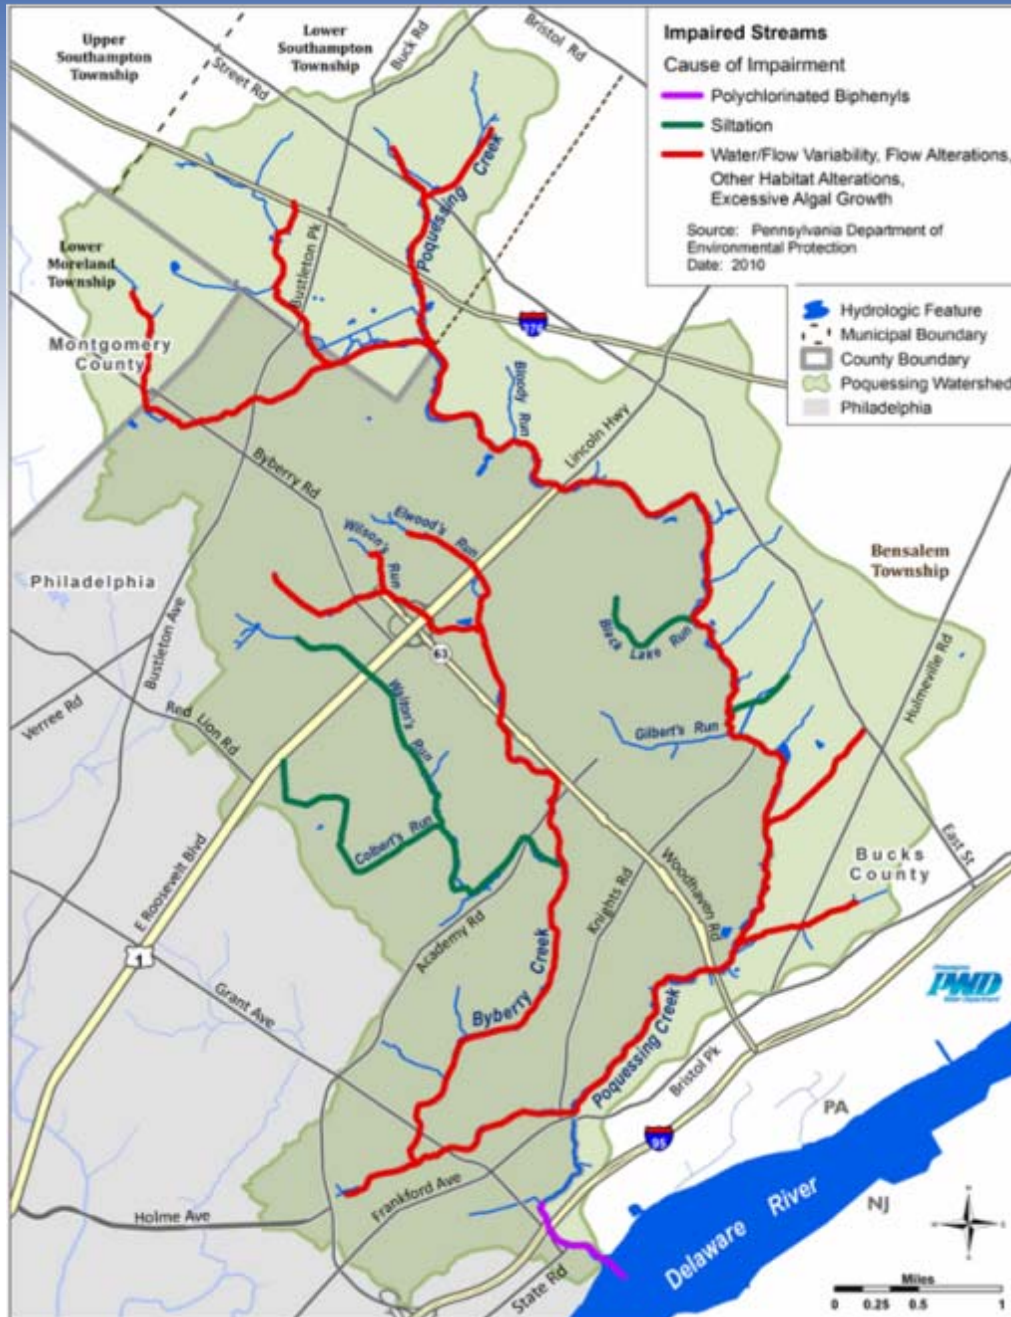 Impaired Streams
Cause of Impairment
Polychlorinated Biphenyls
Siltation
Water/Flow Variability, Flow Alterations,
Other Habitat Alterations,
Excessive Algal Growth
Source: Pennsylvania Department of
Environmental Protection
Date: 2010
Hydrologic Feature
Municipal Boundary
County Boundary
Poquessing Watershed
Philadelphia
Upper
Southampton
Township
Lower
Southampton
Township
Buck Rd
Bristol Rd
Street Rd
Poquessing Creek
Bustleton Pk
Lower
Moreland
Township
Montgomery
County
276
Bloody Run
Lincoln Hwy
Byberry Rd
Elwood's Run
Wilson's Run
Bensalem
Township
Philadelphia
Bustleton Ave
Black Lake Run
63
Verree Rd
Red Lion Rd
Walton's Run
Gilbert's Run
Hulmeville Rd
Colbert's Run
East St
Bucks
County
E Roosevelt Blvd
1
Academy Rd
Knights Rd
Woodhaven Rd
Grant Ave
Byberry Creek
Poquessing Creek
Bristol Pk
PWD
PA
95
NJ
Delaware River
Frankford Ave
Holme Ave
State Rd
Miles
0 0.25 0.5 1